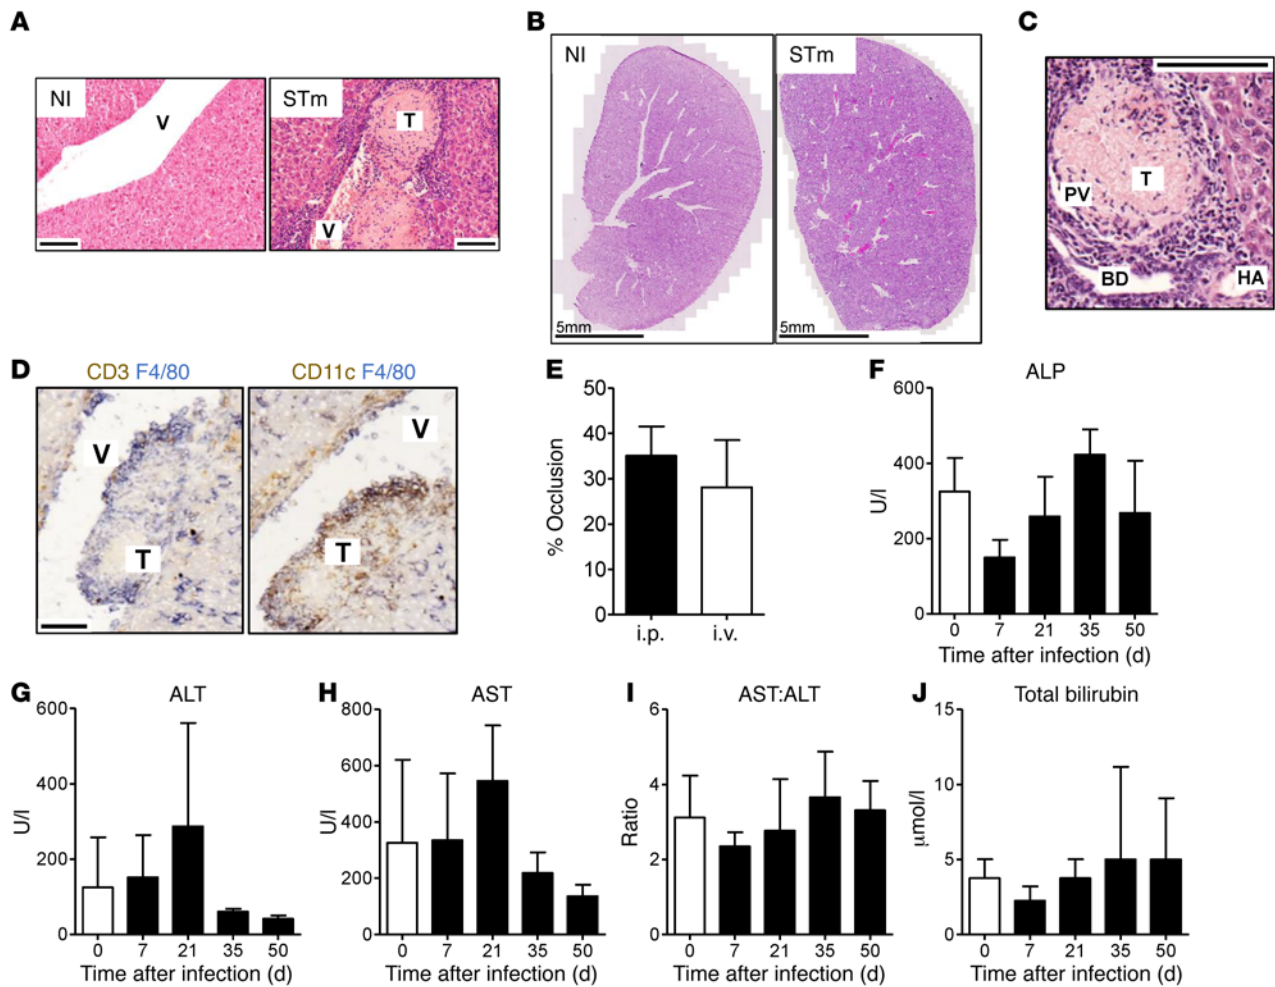 A
NI
V
STm
T
V
B
NI
5mm
STm
5mm
C
T
PV
BD
HA
D
CD3 F4/80
V
T
CD11c F4/80
V
T
E
% Occlusion
50
40
30
20
10
0
i.p.
i.v.
F
ALP
U/l
600
400
200
0
0 7 21 35 50
Time after infection (d)
G
ALT
U/l
600
400
200
0
0 7 21 35 50
Time after infection (d)
H
AST
U/l
800
600
400
200
0
0 7 21 35 50
Time after infection (d)
I
AST:ALT
Ratio
6
4
2
0
0 7 21 35 50
Time after infection (d)
J
Total bilirubin
µmol/l
15
10
5
0
0 7 21 35 50
Time after infection (d)